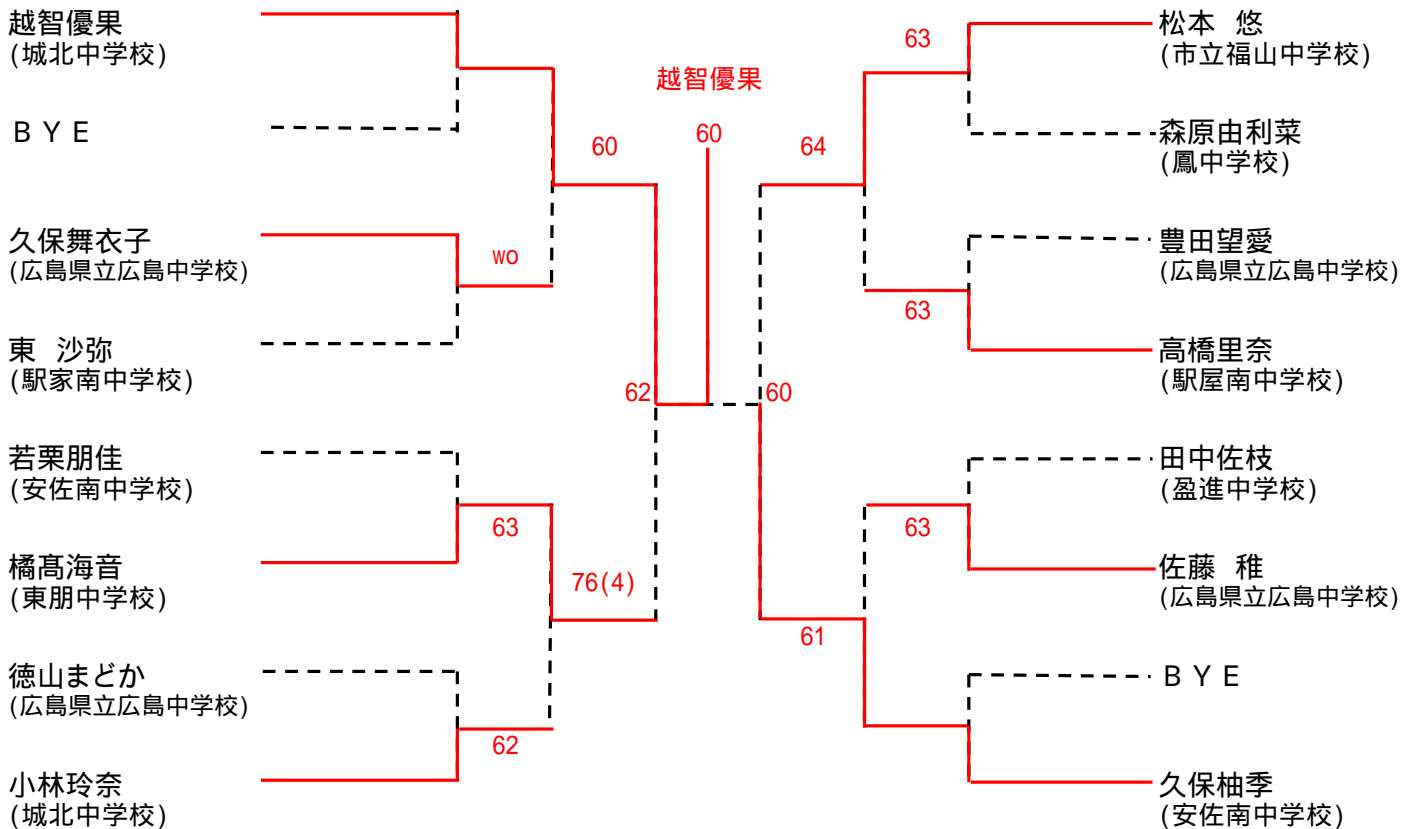 越智優果
(城北中学校)
BYE
久保舞衣子
(広島県立広島中学校)
東 沙弥
(駅家南中学校)
若栗朋佳
(安佐南中学校)
橘髙海音
(東朋中学校)
徳山まどか
(広島県立広島中学校)
小林玲奈
(城北中学校)
60
wo
63
76(4)
62
62
越智優果
60
60
63
64
63
63
61
松本 悠
(市立福山中学校)
森原由利菜
(鳳中学校)
豊田望愛
(広島県立広島中学校)
高橋里奈
(駅屋南中学校)
田中佐枝
(盈進中学校)
佐藤 稚
(広島県立広島中学校)
BYE
久保柚季
(安佐南中学校)